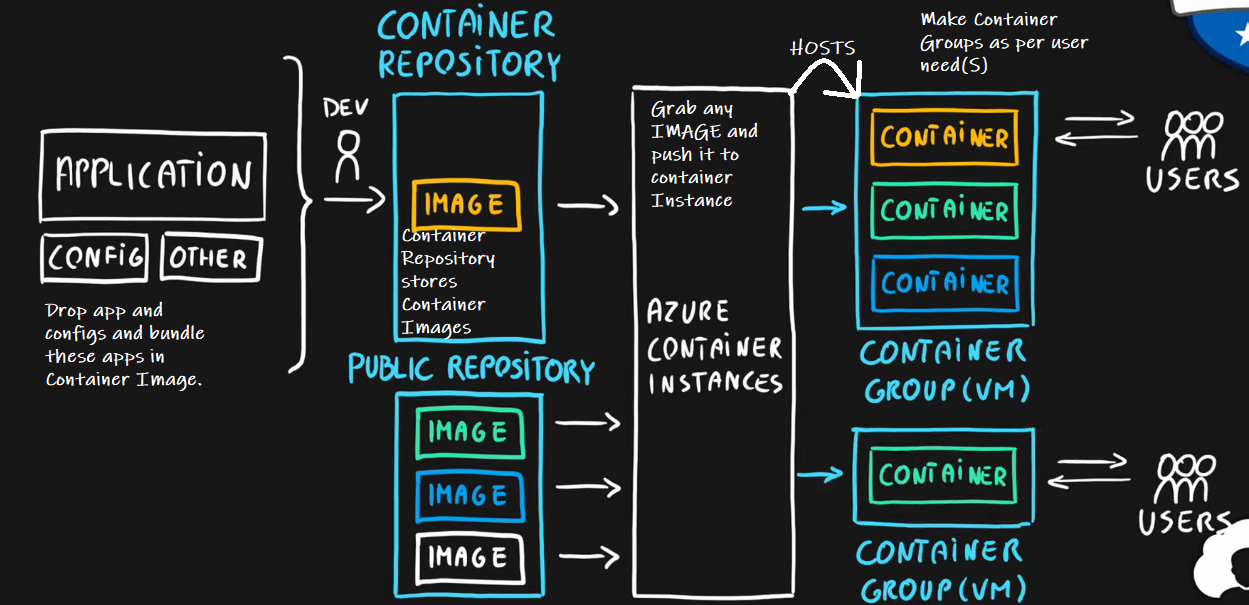 APPLICATION
CONFIG
OTHER
Drop app and
configs and bundle
these apps in
Container Image.
DEV
CONTAINER
REPOSITORY
IMAGE
Container
Repository
stores
Container
Images
PUBLIC REPOSITORY
IMAGE
IMAGE
IMAGE
Grab any
IMAGE and
push it to
container
Instance
AZURE
CONTAINER
INSTANCES
HOSTS
Make Container
Groups as per user
need(S)
CONTAINER
CONTAINER
CONTAINER
CONTAINER
GROUP(VM)
USERS
CONTAINER
CONTAINER
GROUP(VM)
USERS